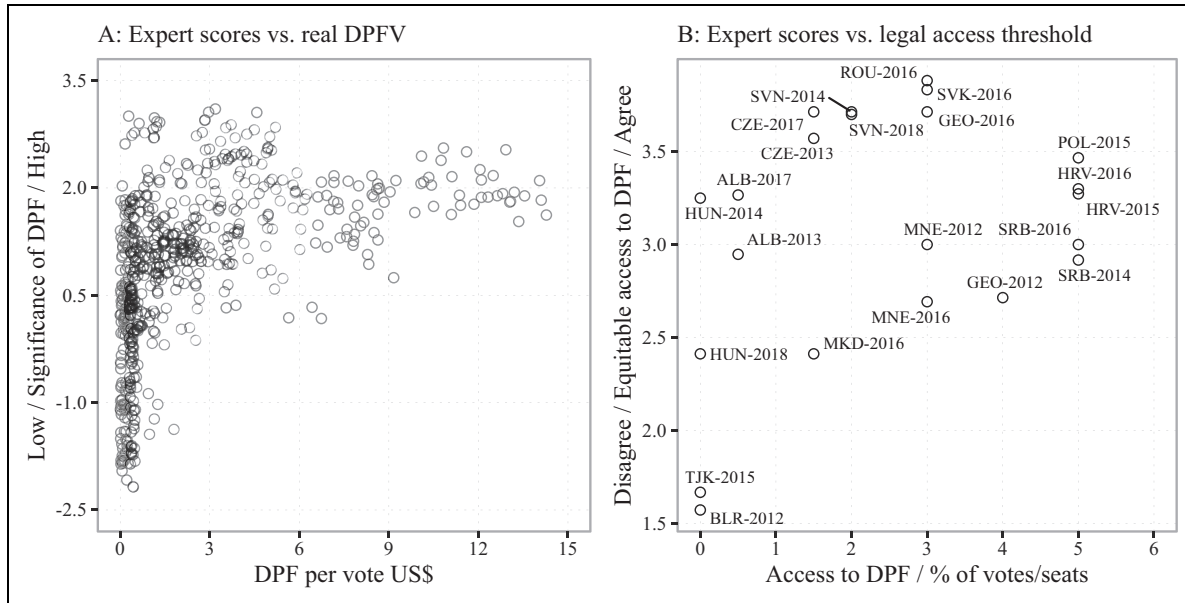 A: Expert scores vs. real DPFV
Low / Significance of DPF / High
3.5
2.0
0.5
-1.0
-2.5
0 3 6 9 12 15
DPF per vote US$
B: Expert scores vs. legal access threshold
Disagree / Equitable access to DPF / Agree
3.5
3.0
2.5
2.0
1.5
ROU-2016
SVN-2014
SVK-2016
CZE-2017
SVN-2018
GEO-2016
CZE-2013
POL-2015
ALB-2017
HRV-2016
HUN-2014
HRV-2015
ALB-2013
MNE-2012
SRB-2016
SRB-2014
GEO-2012
MNE-2016
HUN-2018
MKD-2016
TJK-2015
BLR-2012
0 1 2 3 4 5 6
Access to DPF / % of votes/seats